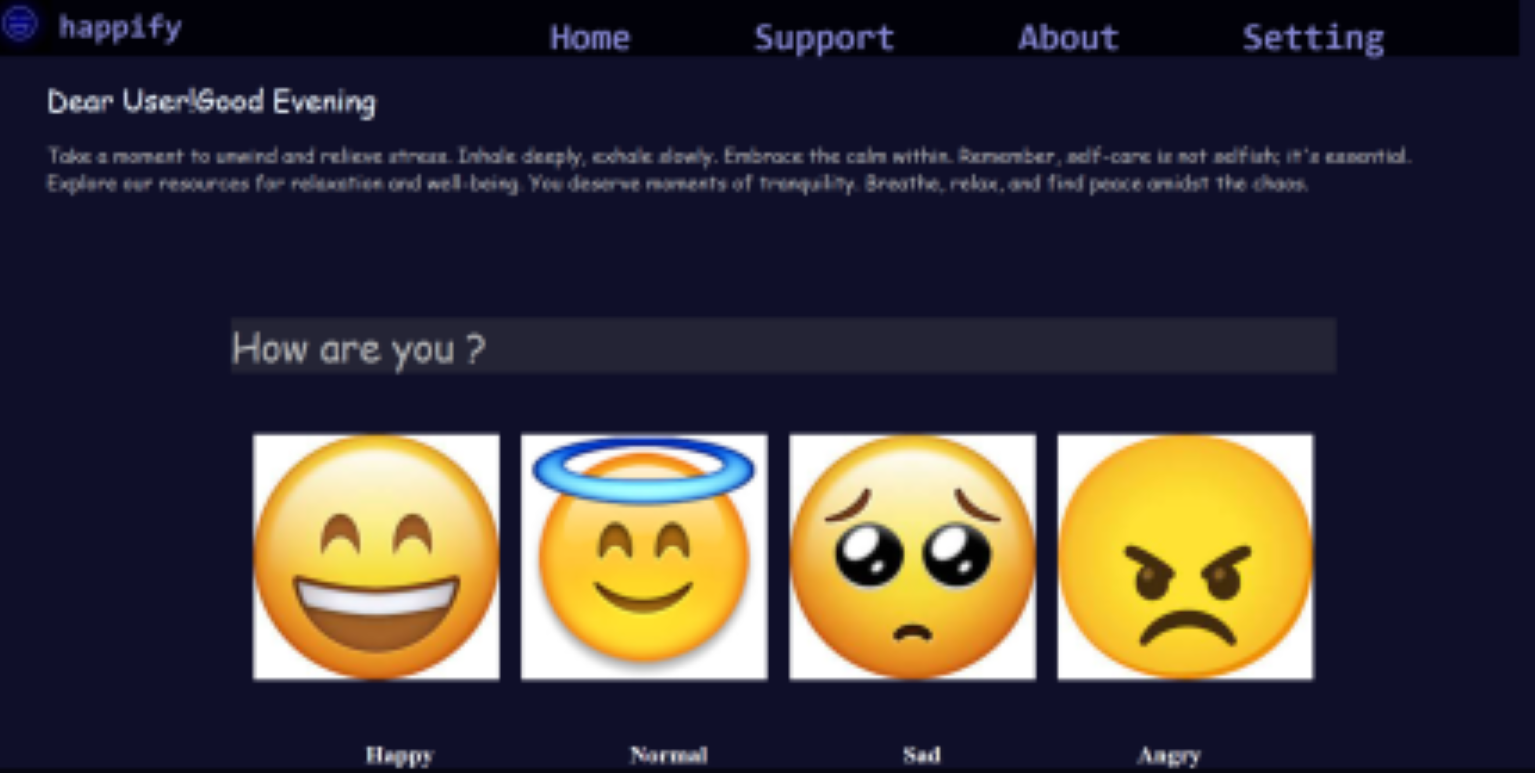 happify
Home Support About Setting
Dear User!Good Evening
Take a moment to unwind and relieve stress. Inhale deeply, exhale slowly. Embrace the calm within. Remember, self-care is not selfish; it's essential.
Explore our resources for relaxation and well-being. You deserve moments of tranquility. Breathe, relax, and find peace amidst the chaos.
How are you ?
Happy Normal Sad Angry